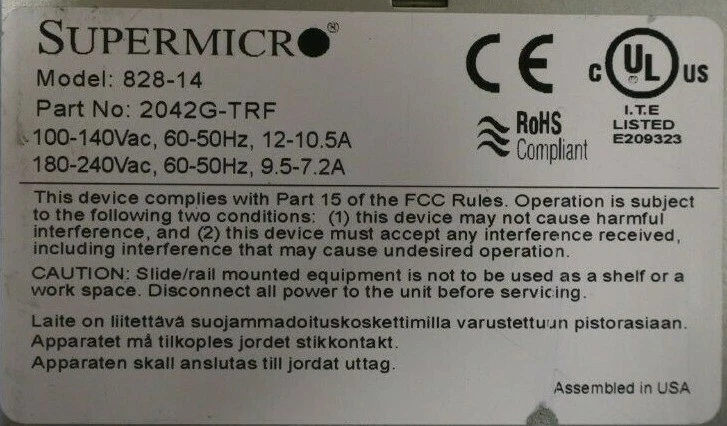 SUPERMICRO®
Model: 828-14
Part No: 2042G-TRF
100-140Vac, 60-50Hz, 12-10.5A
180-240Vac, 60-50Hz, 9.5-7.2A
CE
C UL US
®
I.T.E
LISTED
E209323
RoHS
Compliant
This device complies with Part 15 of the FCC Rules. Operation is subject
to the following two conditions: (1) this device may not cause harmful
interference, and (2) this device must accept any interference received,
including interference that may cause undesired operation.
CAUTION: Slide/rail mounted equipment is not to be used as a shelf or a
work space. Disconnect all power to the unit before servicing.
Laite on liitettävä suojammadoituskoskettimilla varustettuun pistorasiaan.
Apparatet må tilkoples jordet stikkontakt.
Apparaten skall anslutas till jordat uttag.
Assembled in USA